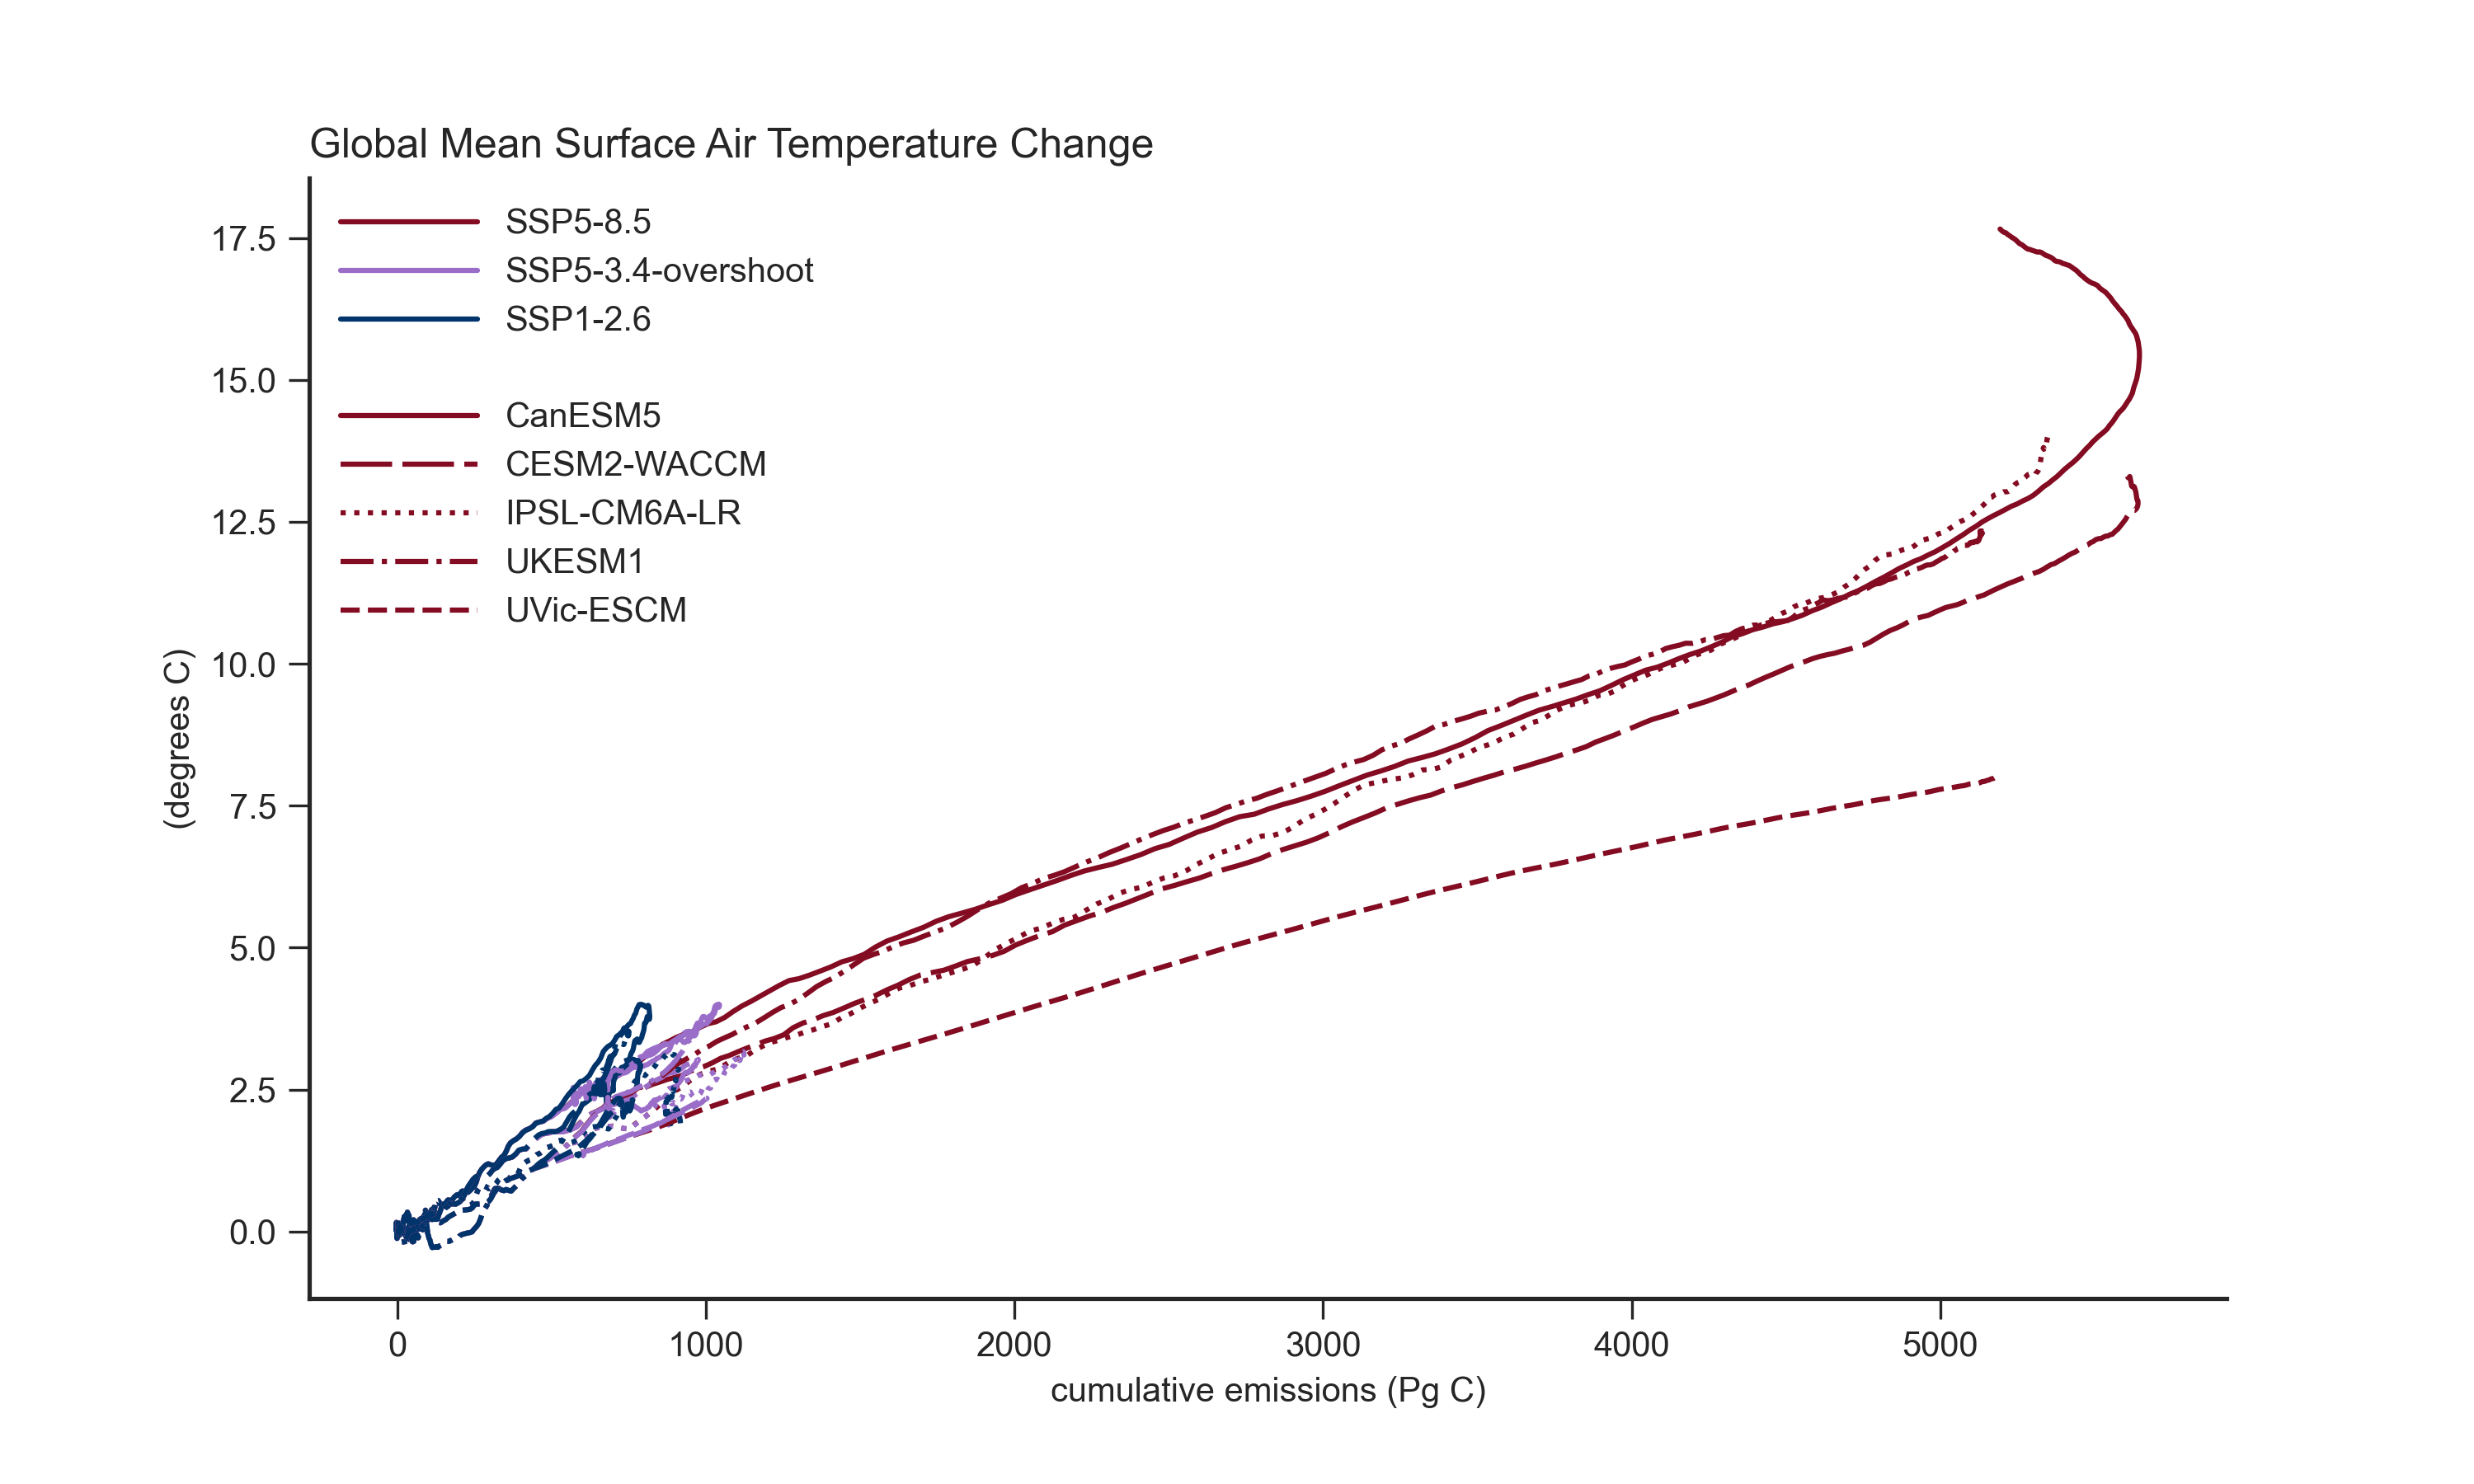 Global Mean Surface Air Temperature Change
SSP5-8.5
SSP5-3.4-overshoot
SSP1-2.6
CanESM5
CESM2-WACCM
IPSL-CM6A-LR
UKESM1
UVic-ESCM
(degrees C)
17.5
15.0
12.5
10.0
7.5
5.0
2.5
0.0
0 1000 2000 3000 4000 5000
cumulative emissions (Pg C)